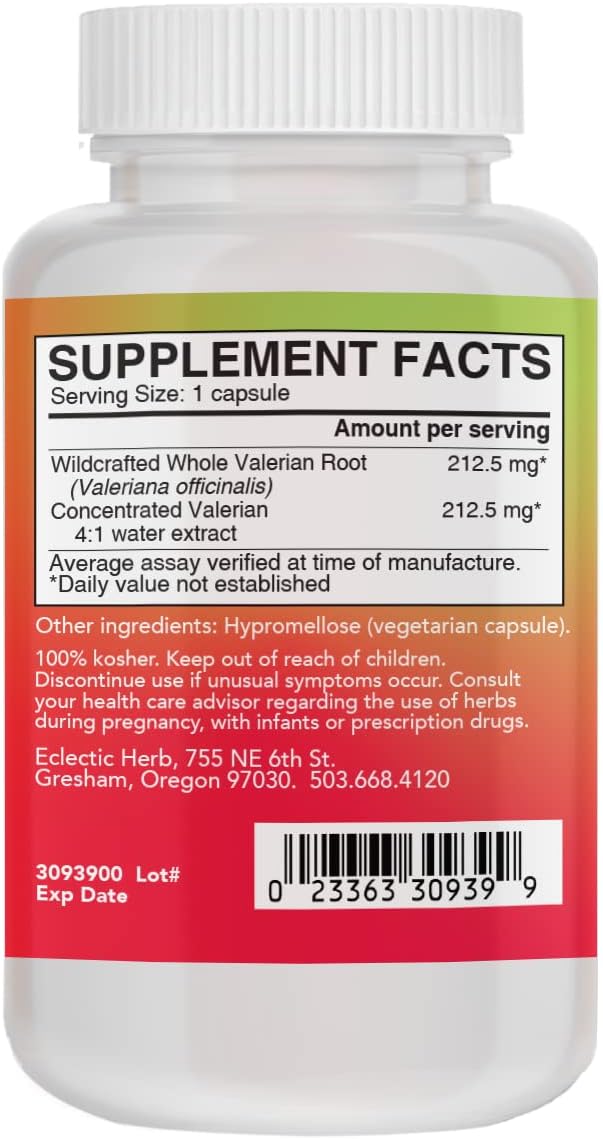 SUPPLEMENT FACTS
Serving Size: 1 capsule
Amount per serving
Wildcrafted Whole Valerian Root 212.5 mg*
(Valeriana officinalis)
Concentrated Valerian 212.5 mg*
4:1 water extract
Average assay verified at time of manufacture.
*Daily value not established
Other ingredients: Hypromellose (vegetarian capsule).
100% kosher. Keep out of reach of children.
Discontinue use if unusual symptoms occur. Consult
your health care advisor regarding the use of herbs
during pregnancy, with infants or prescription drugs.
Eclectic Herb, 755 NE 6th St.
Gresham, Oregon 97030. 503.668.4120
3093900 Lot#
Exp Date
0 23363 30939 9